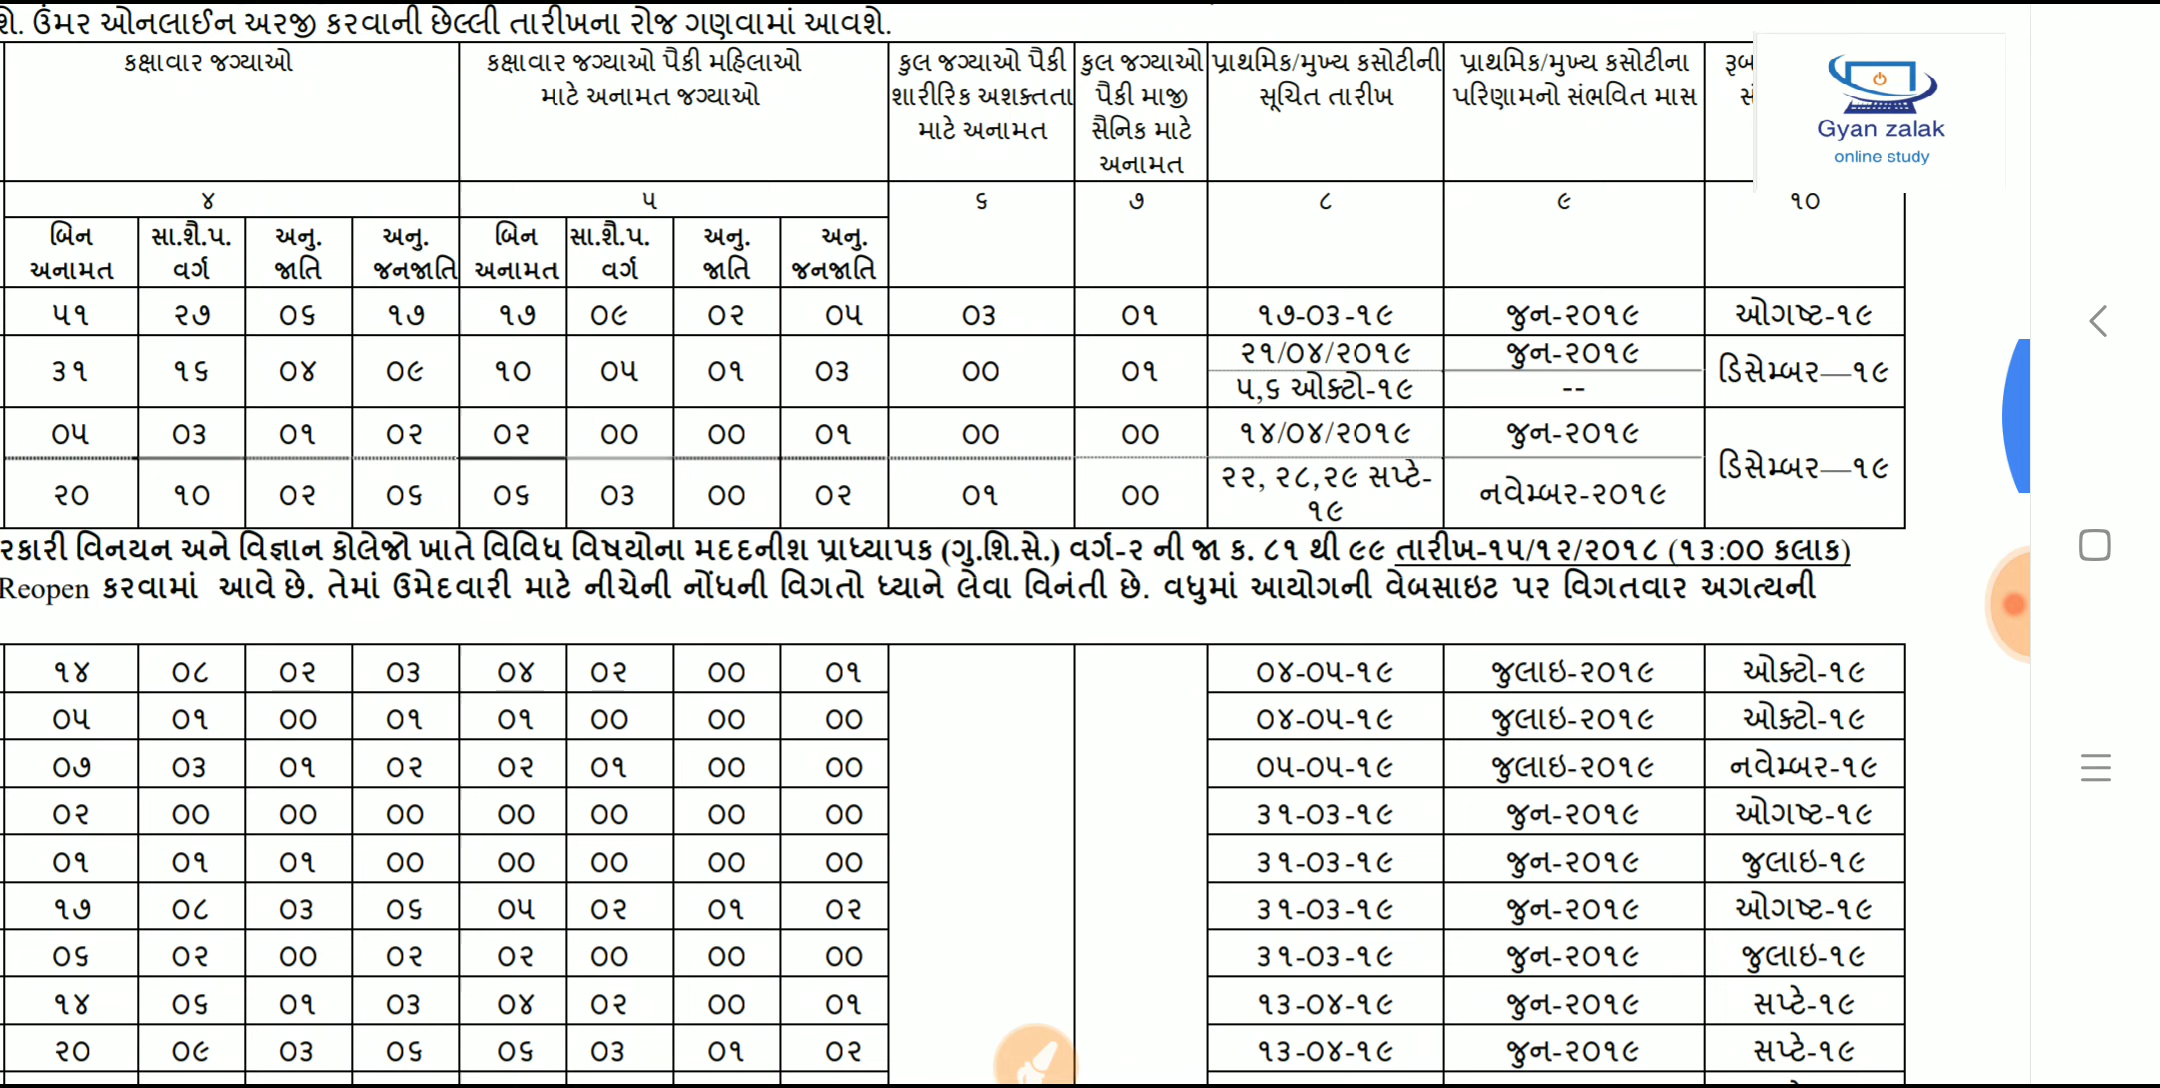 શે. ઉંમર ઓનલાઈન અરજી કરવાની છેલ્લી તારીખના રોજ ગણવામાં આવશે.
કક્ષાવાર જગ્યાઓ
કક્ષાવાર જગ્યાઓ પૈકી મહિલાઓ
માટે અનામત જગ્યાઓ
કુલ જગ્યાઓ પૈકી
શારીરિક અશક્તતા
માટે અનામત
કુલ જગ્યાઓ
પૈકી માજી
સૈનિક માટે
અનામત
પ્રાથમિક/મુખ્ય કસોટીની
સૂચિત તારીખ
પ્રાથમિક/મુખ્ય કસોટીના
પરિણામનો સંભવિત માસ
Gyan zalak
online study
૪ ૫ ૬ ૭ ૮ ૯ ૧૦
બિન અનામત સા.શૈ.પ. વર્ગ અનુ. જાતિ અનુ. જનજાતિ બિન અનામત સા.શૈ.પ. વર્ગ અનુ. જાતિ અનુ. જનજાતિ
૫૧ ૨૭ ૦૬ ૧૭ ૧૭ ૦૯ ૦૨ ૦૫ ૦૩ ૦૧ ૧૭-૦૩-૧૯ જુન-૨૦૧૯ ઓગષ્ટ-૧૯
૩૧ ૧૬ ૦૪ ૦૯ ૧૦ ૦૫ ૦૧ ૦૩ ૦૦ ૦૧ ૨૧/૦૪/૨૦૧૯ જુન-૨૦૧૯ ડિસેમ્બર—૧૯
૫,૬ ઓક્ટો-૧૯ --
૦૫ ૦૩ ૦૧ ૦૨ ૦૨ ૦૦ ૦૦ ૦૧ ૦૦ ૦૦ ૧૪/૦૪/૨૦૧૯ જુન-૨૦૧૯ ડિસેમ્બર—૧૯
૨૦ ૧૦ ૦૨ ૦૬ ૦૬ ૦૩ ૦૦ ૦૨ ૦૧ ૦૦ ૨૨, ૨૮,૨૯ સપ્ટે-૧૯ નવેમ્બર-૨૦૧૯
રકારી વિનયન અને વિજ્ઞાન કોલેજો ખાતે વિવિધ વિષયોના મદદનીશ પ્રાધ્યાપક (ગુ.શિ.સે.) વર્ગ-૨ ની જા ક. ૮૧ થી ૯૯ તારીખ-૧૫/૧૨/૨૦૧૮ (૧૩:૦૦ કલાક)
Reopen કરવામાં આવે છે. તેમાં ઉમેદવારી માટે નીચેની નોંધની વિગતો ધ્યાને લેવા વિનંતી છે. વધુમાં આયોગની વેબસાઇટ પર વિગતવાર અગત્યની
૧૪ ૦૮ ૦૨ ૦૩ ૦૪ ૦૨ ૦૦ ૦૧ ૦૪-૦૫-૧૯ જુલાઇ-૨૦૧૯ ઓક્ટો-૧૯
૦૫ ૦૧ ૦૦ ૦૧ ૦૧ ૦૦ ૦૦ ૦૦ ૦૪-૦૫-૧૯ જુલાઇ-૨૦૧૯ ઓક્ટો-૧૯
૦૭ ૦૩ ૦૧ ૦૨ ૦૨ ૦૧ ૦૦ ૦૦ ૦૫-૦૫-૧૯ જુલાઇ-૨૦૧૯ નવેમ્બર-૧૯
૦૨ ૦૦ ૦૦ ૦૦ ૦૦ ૦૦ ૦૦ ૦૦ ૩૧-૦૩-૧૯ જુન-૨૦૧૯ ઓગષ્ટ-૧૯
૦૧ ૦૧ ૦૧ ૦૦ ૦૦ ૦૦ ૦૦ ૦૦ ૩૧-૦૩-૧૯ જુન-૨૦૧૯ જુલાઇ-૧૯
૧૭ ૦૮ ૦૩ ૦૬ ૦૫ ૦૨ ૦૧ ૦૨ ૩૧-૦૩-૧૯ જુન-૨૦૧૯ ઓગષ્ટ-૧૯
૦૬ ૦૨ ૦૦ ૦૨ ૦૨ ૦૦ ૦૦ ૦૦ ૩૧-૦૩-૧૯ જુન-૨૦૧૯ જુલાઇ-૧૯
૧૪ ૦૬ ૦૧ ૦૩ ૦૪ ૦૨ ૦૦ ૦૧ ૧૩-૦૪-૧૯ જુન-૨૦૧૯ સપ્ટે-૧૯
૨૦ ૦૯ ૦૩ ૦૬ ૦૬ ૦૩ ૦૧ ૦૨ ૧૩-૦૪-૧૯ જુન-૨૦૧૯ સપ્ટે-૧૯